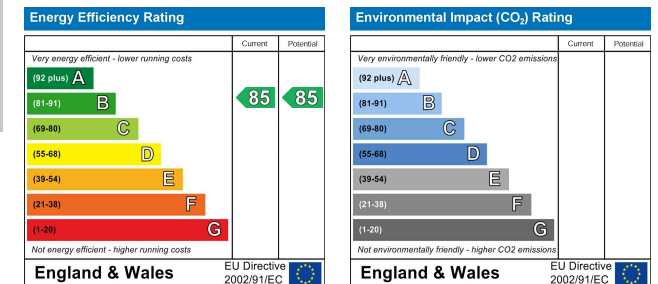 Energy Efficiency Rating
Current Potential
Very energy efficient - lower running costs
(92 plus) A
(81-91) B 85 85
(69-80) C
(55-68) D
(39-54) E
(21-38) F
(1-20) G
Not energy efficient - higher running costs
England & Wales EU Directive 2002/91/EC
Environmental Impact (CO₂) Rating
Current Potential
Very environmentally friendly - lower CO2 emissions
(92 plus) A
(81-91) B
(69-80) C
(55-68) D
(39-54) E
(21-38) F
(1-20) G
Not environmentally friendly - higher CO2 emissions
England & Wales EU Directive 2002/91/EC